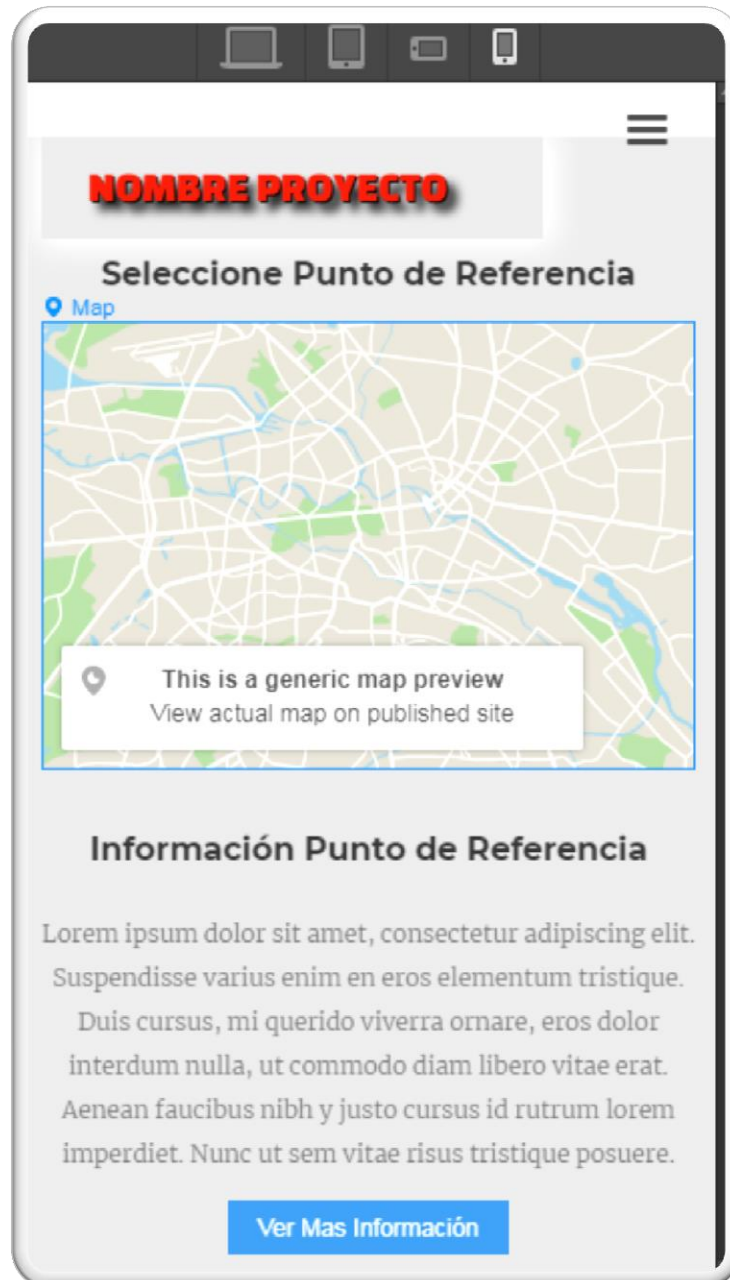 NOMBRE PROYECTO
Seleccione Punto de Referencia
Map
This is a generic map preview
View actual map on published site
Información Punto de Referencia
Lorem ipsum dolor sit amet, consectetur adipiscing elit.
Suspendisse varius enim en eros elementum tristique.
Duis cursus, mi querido viverra ornare, eros dolor
interdum nulla, ut commodo diam libero vitae erat.
Aenean faucibus nibh y justo cursus id rutrum lorem
imperdiet. Nunc ut sem vitae risus tristique posuere.
Ver Mas Información